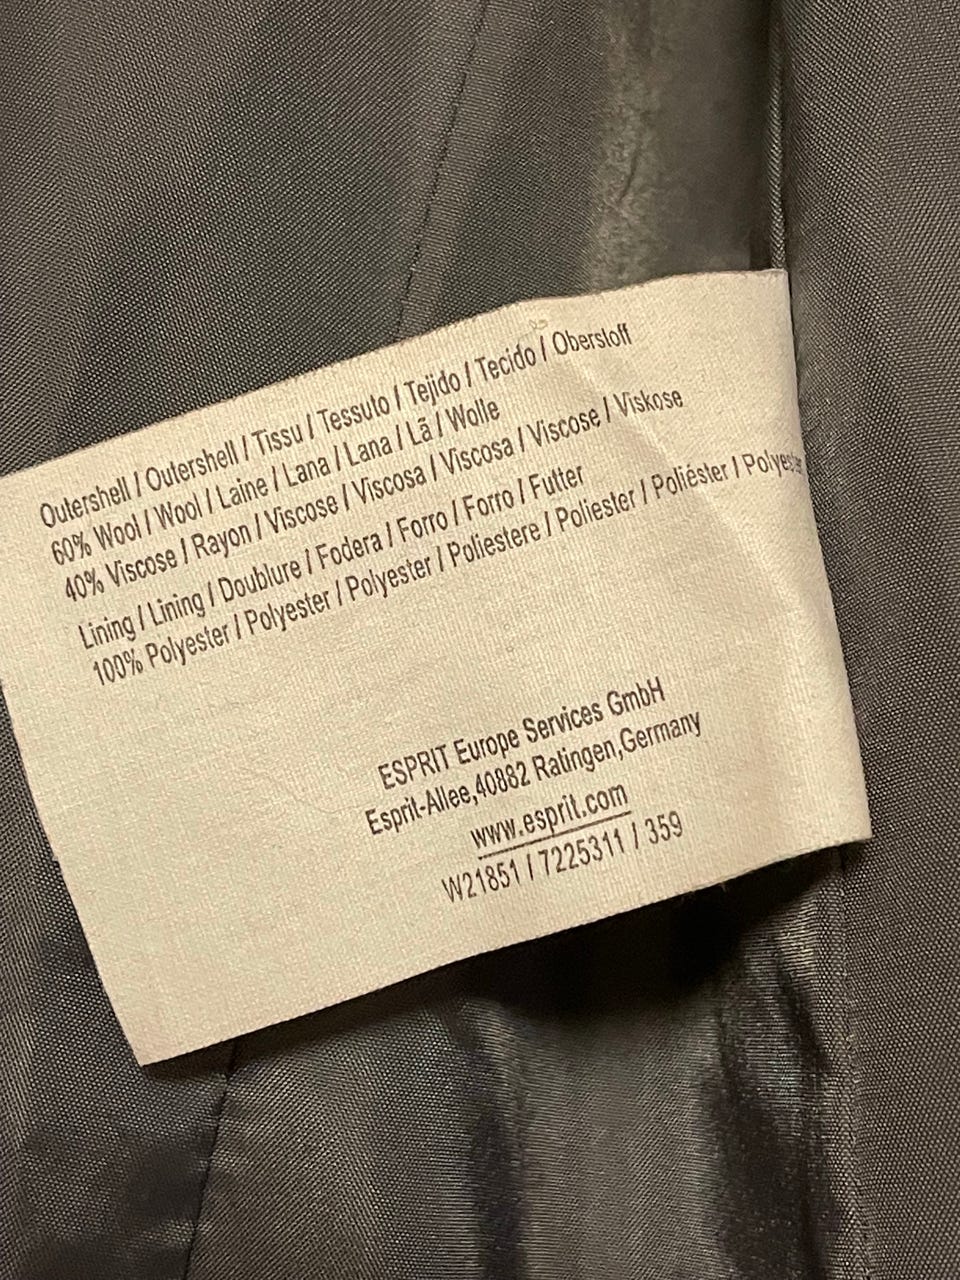 Outershell / Outershell / Tissu / Tessuto / Tejido / Tecido / Oberstoff
60% Wool / Wool / Laine / Lana / Lana / Lã / Wolle
40% Viscose / Rayon / Viscose / Viscosa / Viscosa / Viscose / Viskose
Lining / Lining / Doublure / Fodera / Forro / Forro / Futter
100% Polyester / Polyester / Polyester / Poliestere / Poliester / Poliéster / Polyester
ESPRIT Europe Services GmbH
Esprit-Allee,40882 Ratingen,Germany
www.esprit.com
W21851 / 7225311 / 359